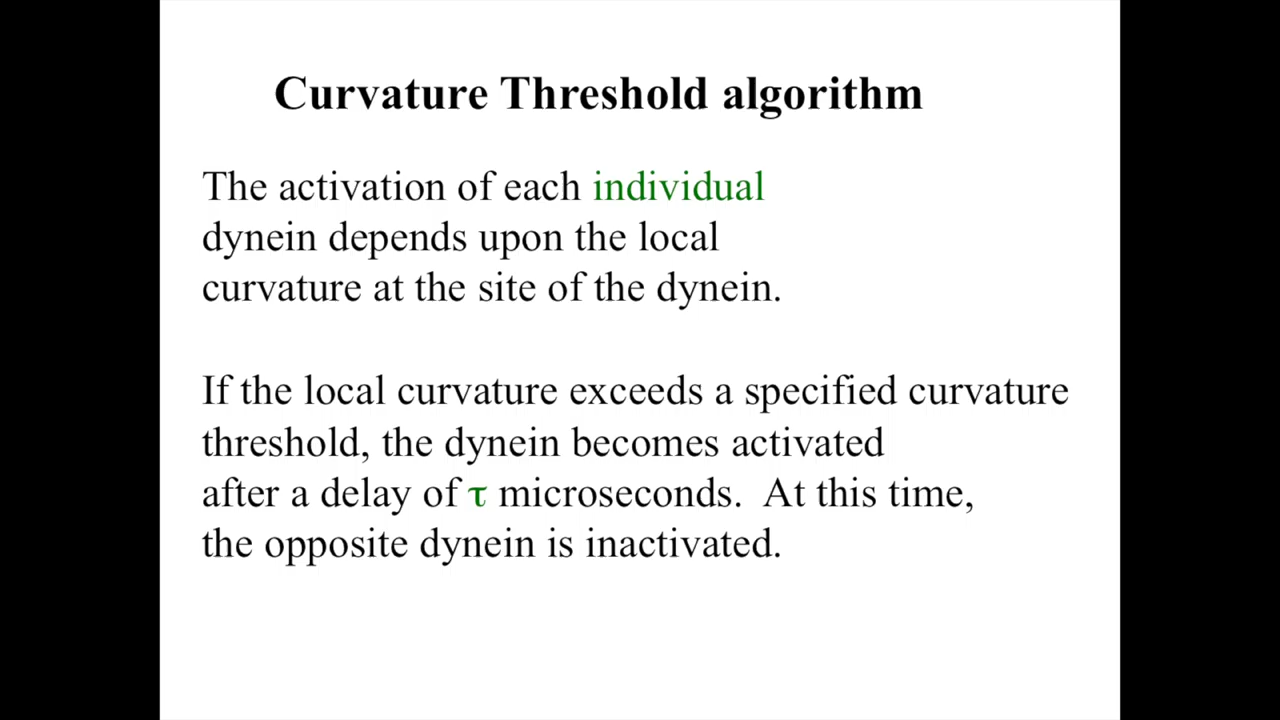 Curvature Threshold algorithm
The activation of each individual
dynein depends upon the local
curvature at the site of the dynein.
If the local curvature exceeds a specified curvature
threshold, the dynein becomes activated
after a delay of τ microseconds.  At this time,
the opposite dynein is inactivated.